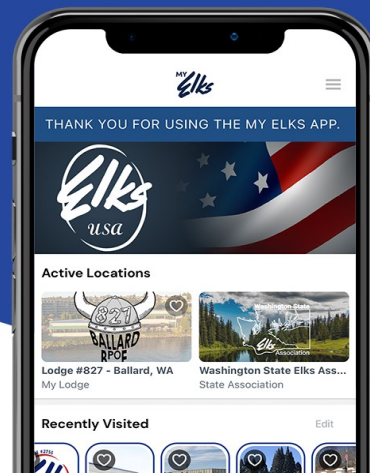 MY
Elks
THANK YOU FOR USING THE MY ELKS APP.
Elks
usa
Active Locations
827
BALLARD
BPOE
Washington State
Elks
Association
Lodge #827 - Ballard, WA
Washington State Elks Ass...
My Lodge
State Association
Recently Visited
Edit